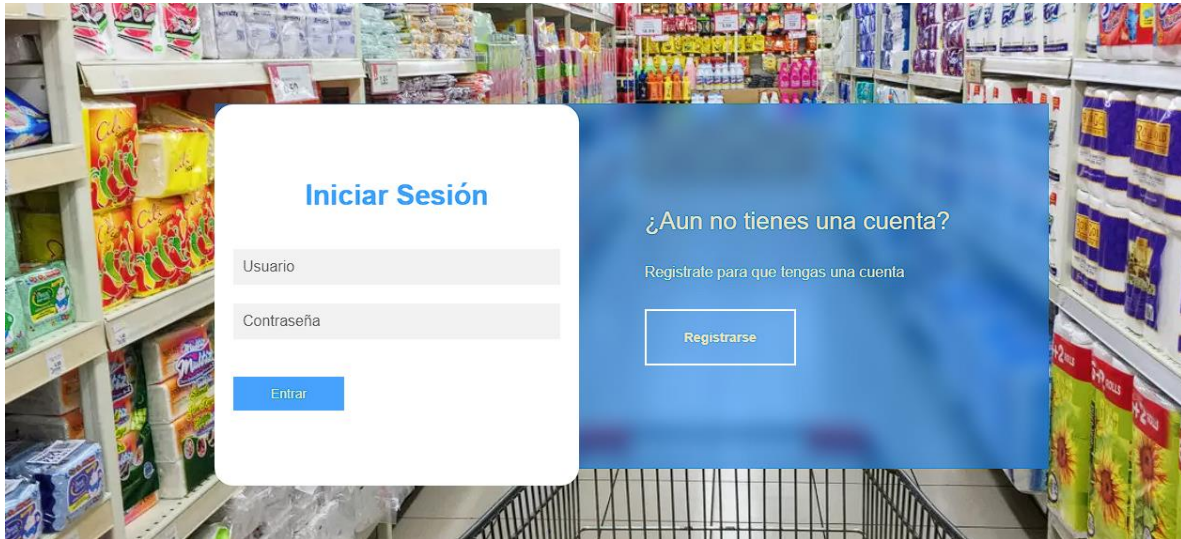 Iniciar Sesión
Usuario
Contraseña
Entrar
¿Aun no tienes una cuenta?
Registrate para que tengas una cuenta
Registrarse